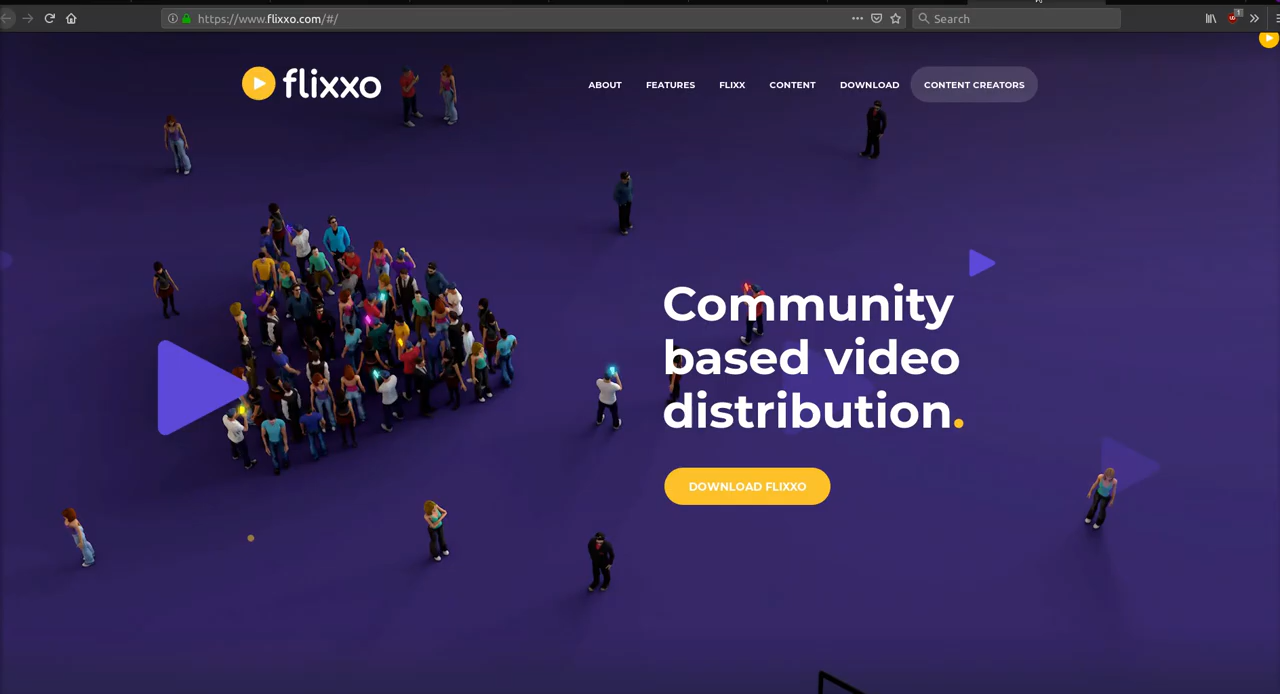 https://www.flixxo.com/#/
Search
1
flixxo
ABOUT
FEATURES
FLIXX
CONTENT
DOWNLOAD
CONTENT CREATORS
Community
based video
distribution.
DOWNLOAD FLIXXO